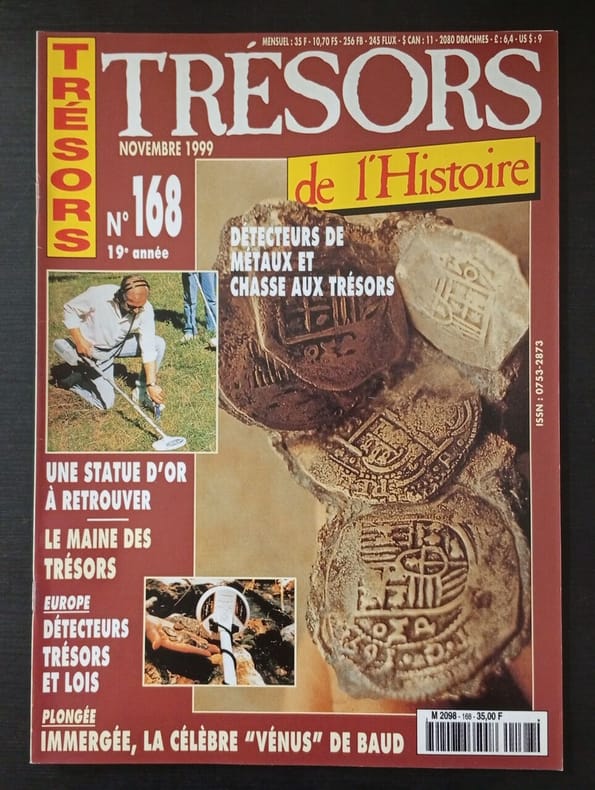 MENSUEL : 35 F - 10,70 FS - 256 FB - 245 FLUX - $ CAN : 11 - 2080 DRACHMES - £ : 6,4 - US $ : 9
TRÉSORS
TRÉSORS
de l'Histoire
NOVEMBRE 1999
N° 168
19e année
DÉTECTEURS DE
MÉTAUX ET
CHASSE AUX TRÉSORS
ISSN : 0753-2873
UNE STATUE D'OR
À RETROUVER
LE MAINE DES
TRÉSORS
EUROPE
DÉTECTEURS
TRÉSORS
ET LOIS
PLONGÉE
IMMERGÉE, LA CÉLÈBRE "VÉNUS" DE BAUD
M 2098 - 168 - 35,00 F